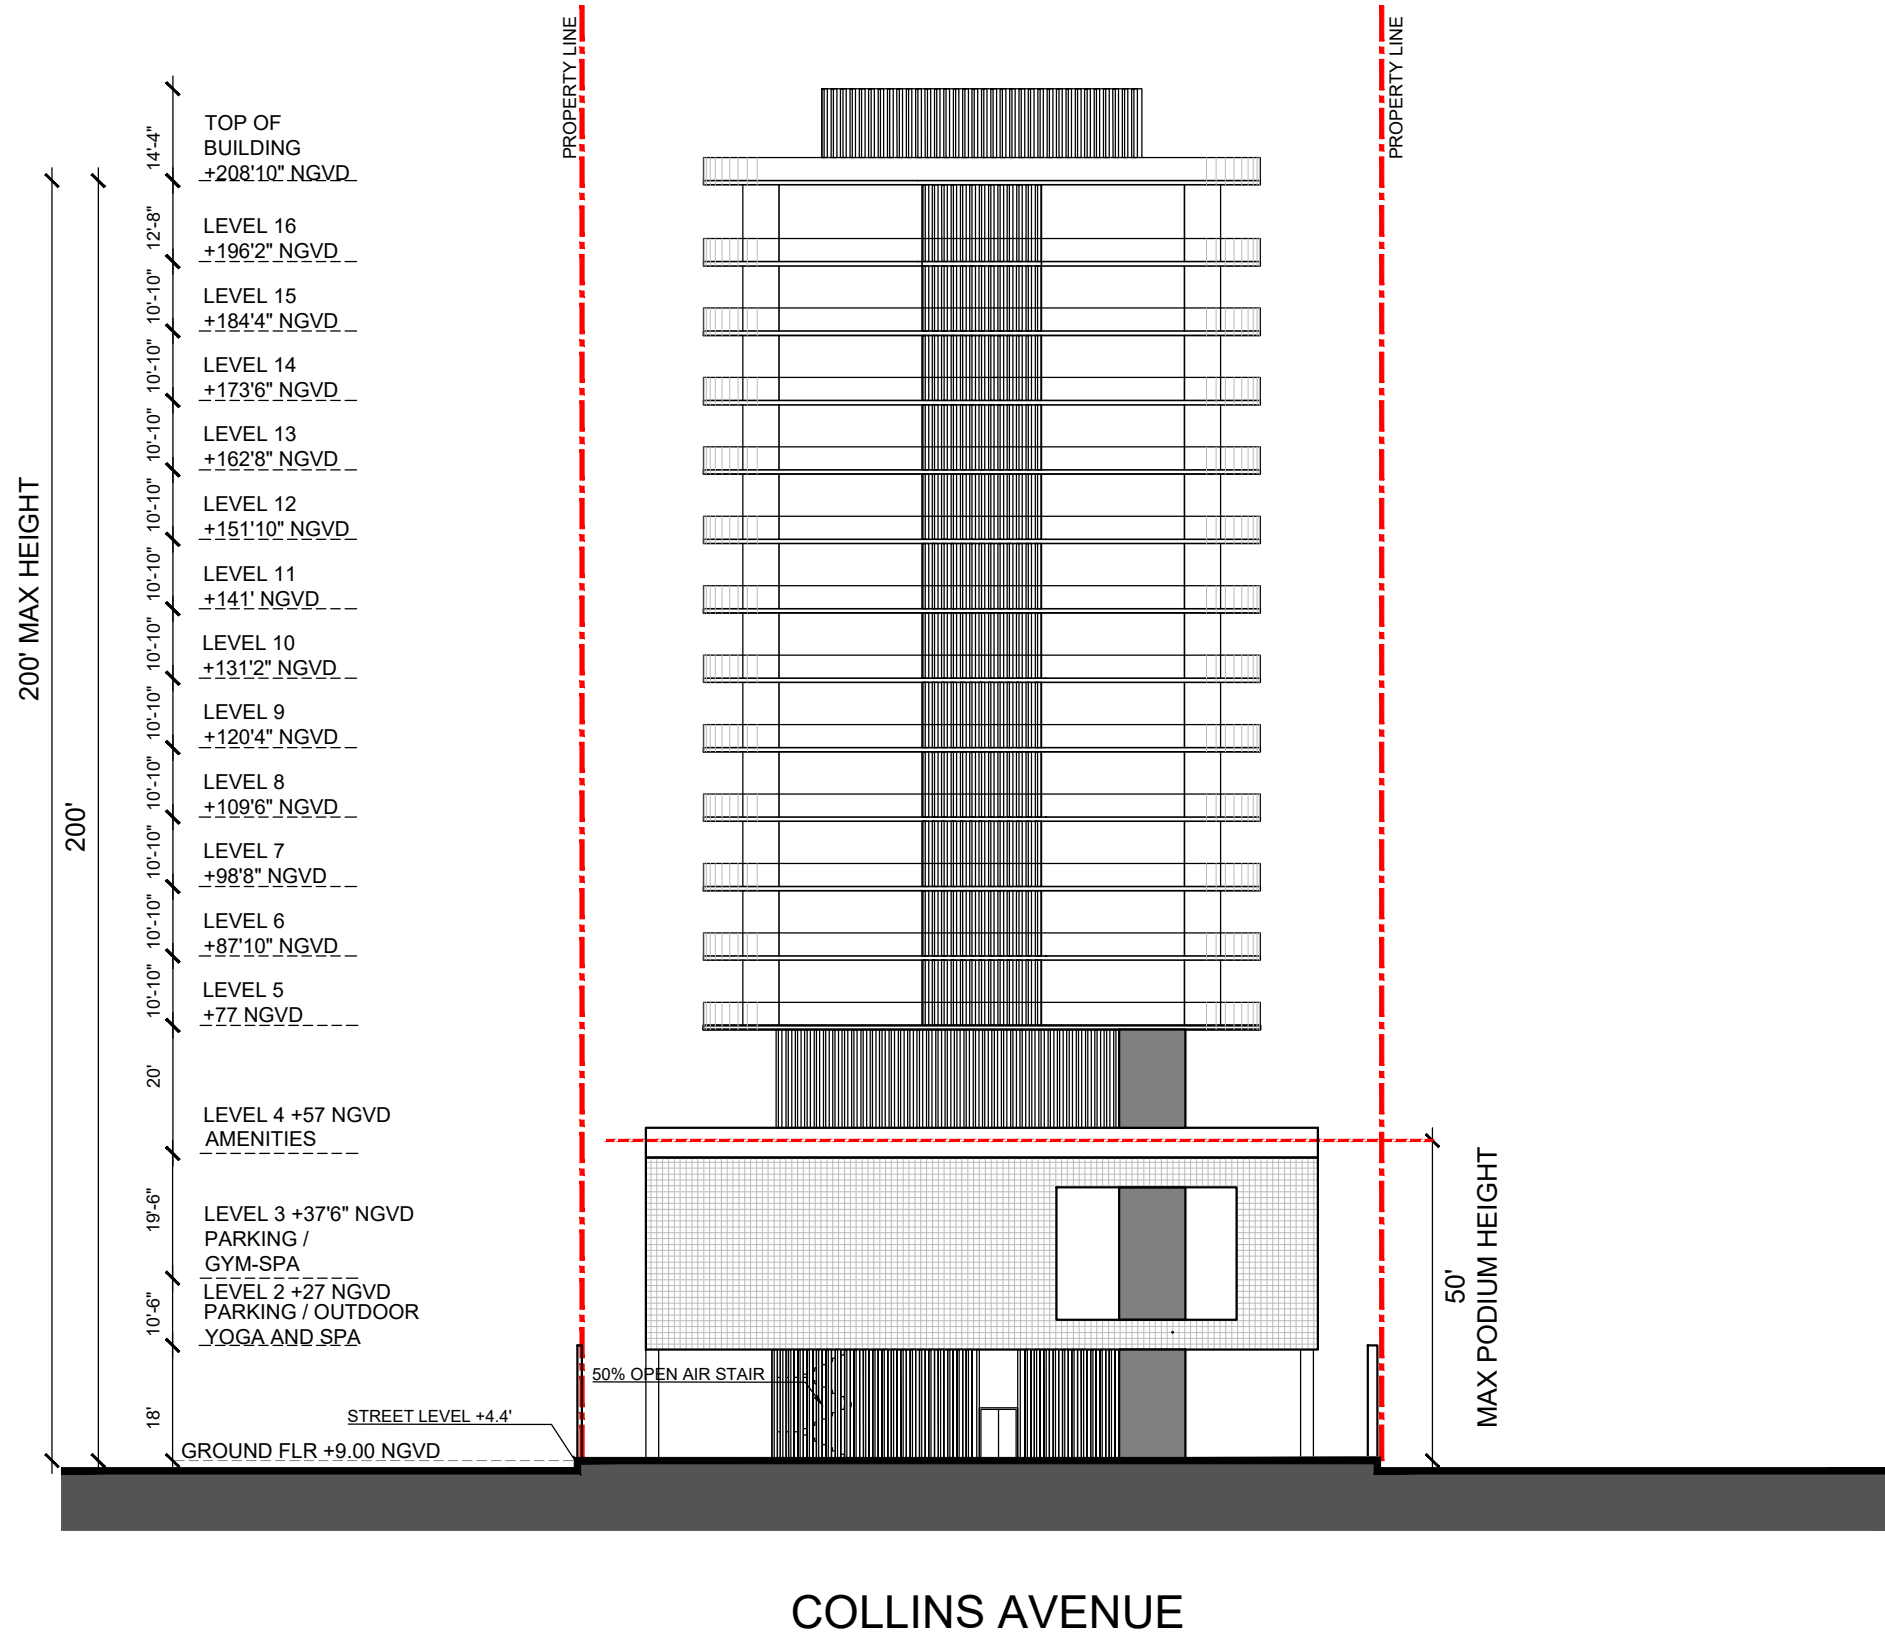 PROPERTY LINE
PROPERTY LINE
14'-4"
TOP OF
BUILDING
+208'10" NGVD
12'-8"
LEVEL 16
+196'2" NGVD
10'-10"
LEVEL 15
+184'4" NGVD
10'-10"
LEVEL 14
+173'6" NGVD
10'-10"
LEVEL 13
+162'8" NGVD
10'-10"
LEVEL 12
+151'10" NGVD
10'-10"
LEVEL 11
+141' NGVD
10'-10"
LEVEL 10
+131'2" NGVD
10'-10"
LEVEL 9
+120'4" NGVD
10'-10"
LEVEL 8
+109'6" NGVD
10'-10"
LEVEL 7
+98'8" NGVD
10'-10"
LEVEL 6
+87'10" NGVD
10'-10"
LEVEL 5
+77 NGVD
20'
LEVEL 4 +57 NGVD
AMENITIES
19'-6"
LEVEL 3 +37'6" NGVD
PARKING /
GYM-SPA
10'-6"
LEVEL 2 +27 NGVD
PARKING / OUTDOOR
YOGA AND SPA
18'
GROUND FLR +9.00 NGVD
200' MAX HEIGHT
200'
50% OPEN AIR STAIR
STREET LEVEL +4.4'
50'
MAX PODIUM HEIGHT
COLLINS AVENUE